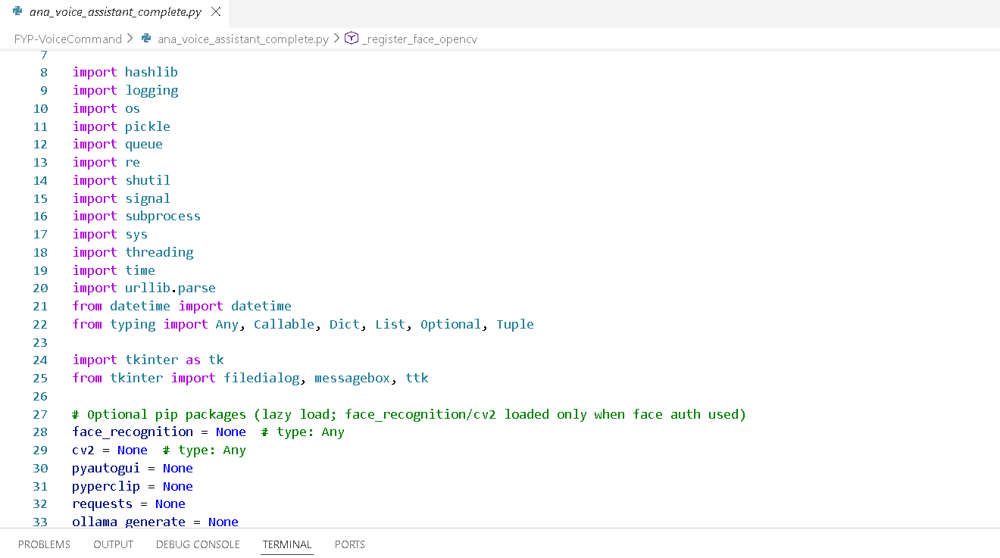 ana_voice_assistant_complete.py
FYP-VoiceCommand > ana_voice_assistant_complete.py > _register_face_opencv
7
8 import hashlib
9 import logging
10 import os
11 import pickle
12 import queue
13 import re
14 import shutil
15 import signal
16 import subprocess
17 import sys
18 import threading
19 import time
20 import urllib.parse
21 from datetime import datetime
22 from typing import Any, Callable, Dict, List, Optional, Tuple
23
24 import tkinter as tk
25 from tkinter import filedialog, messagebox, ttk
26
27 # Optional pip packages (lazy load; face_recognition/cv2 loaded only when face auth used)
28 face_recognition = None # type: Any
29 cv2 = None # type: Any
30 pyautogui = None
31 pyperclip = None
32 requests = None
33 ollama_generate = None
PROBLEMS OUTPUT DEBUG CONSOLE TERMINAL PORTS